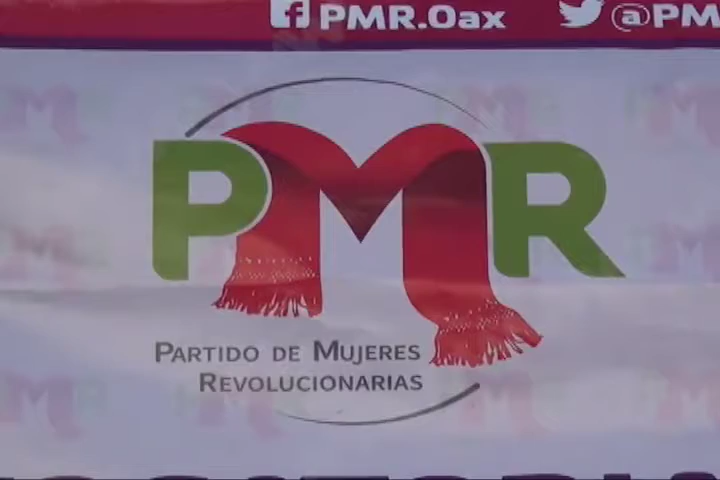 PMR.Oax @PM
PMR
PARTIDO DE MUJERES
REVOLUCIONARIAS